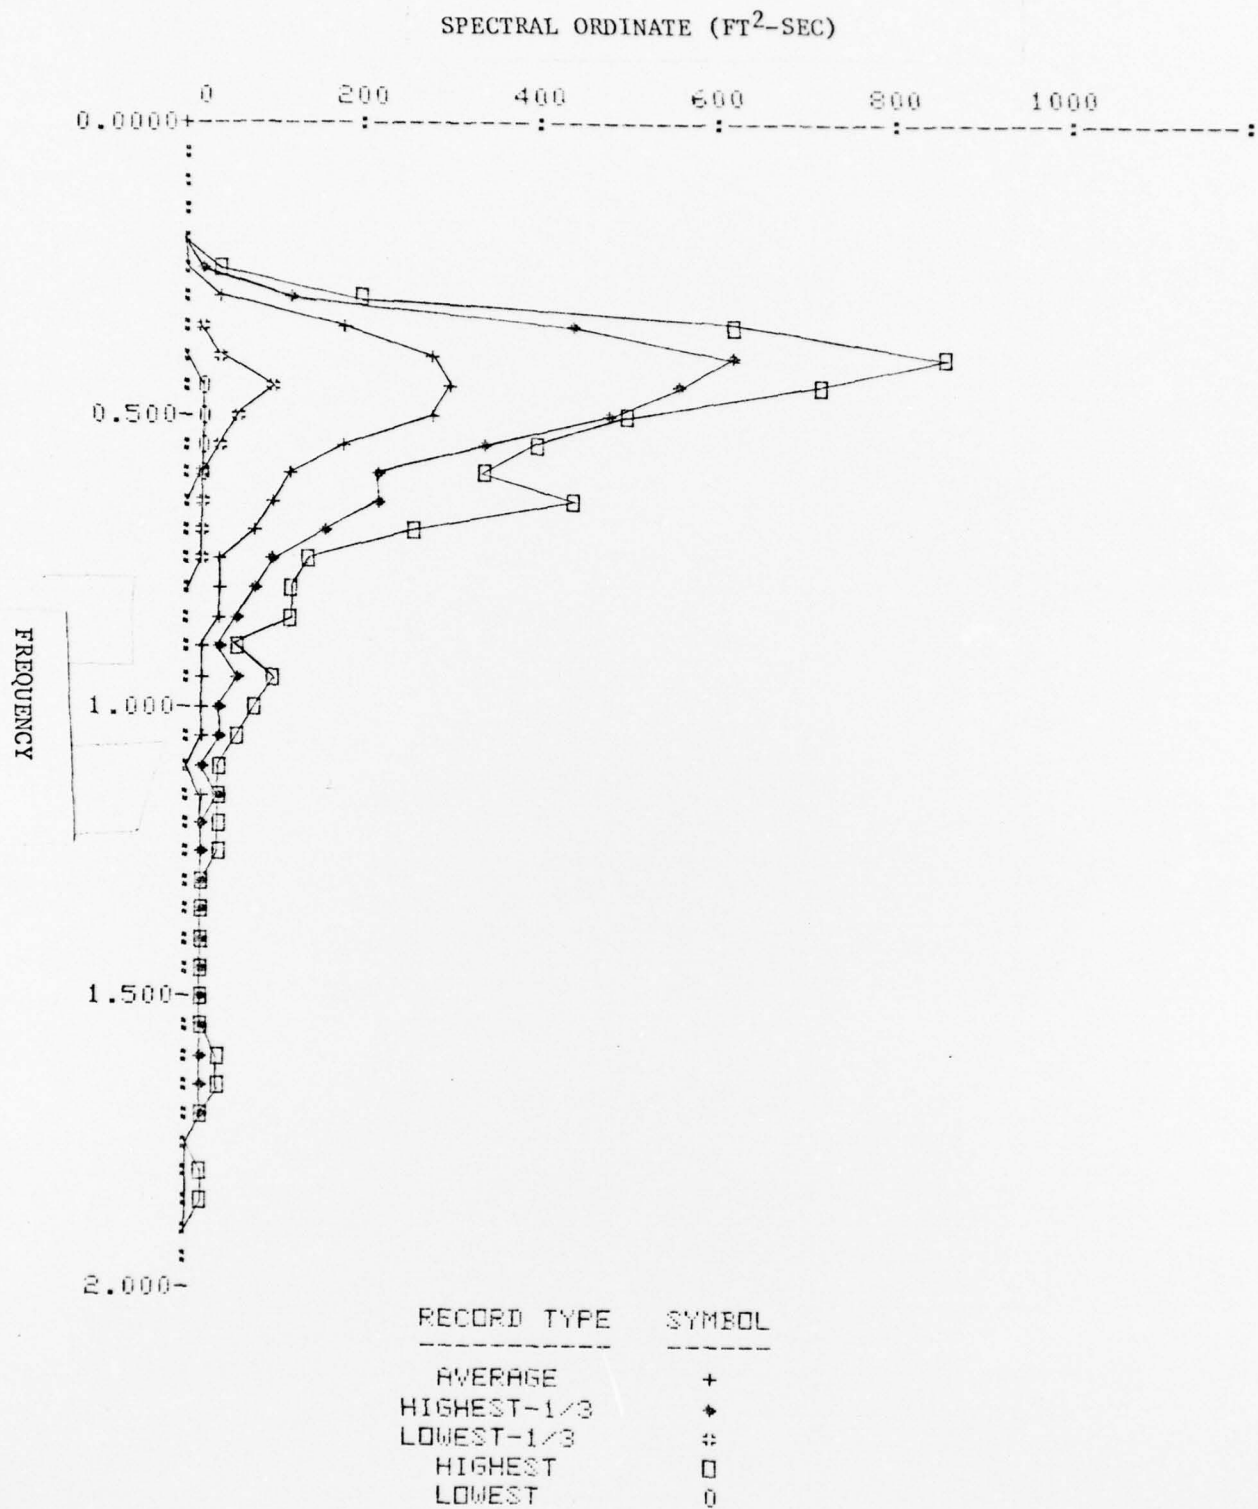 SPECTRAL ORDINATE (FT²-SEC)
0 200 400 600 800 1000
0.0000+
0.500-
FREQUENCY
1.000-
1.500-
2.000-
RECORD TYPE SYMBOL
AVERAGE +
HIGHEST-1/3
LOWEST-1/3
HIGHEST
LOWEST 0